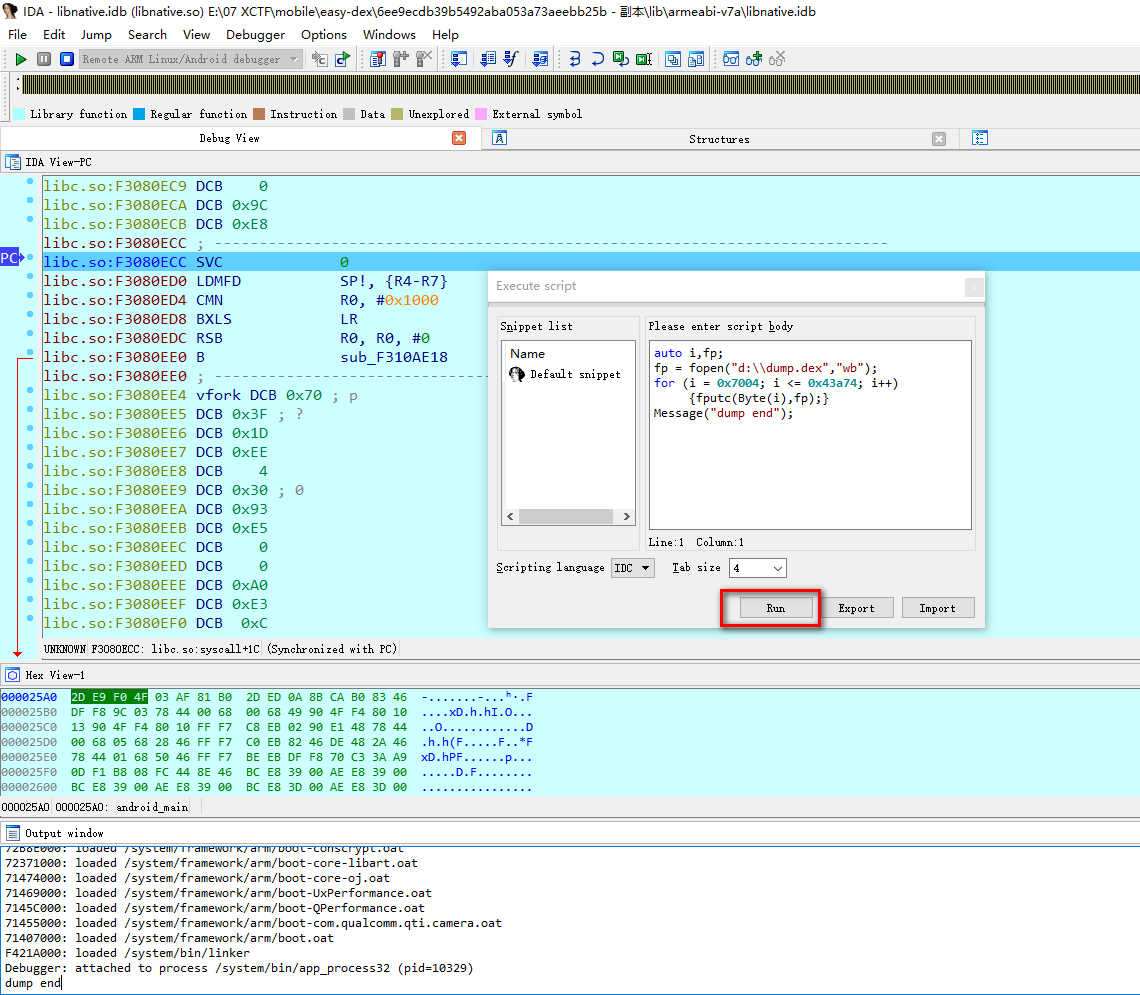 IDA - libnative.idb (libnative.so) E:\07 XCTF\mobile\easy-dex\6ee9ecdb39b5492aba053a73aeebb25b - 副本\lib\armeabi-v7a\libnative.idb
File Edit Jump Search View Debugger Options Windows Help
Remote ARM Linux/Android debugger
Library function Regular function Instruction Data Unexplored External symbol
Debug View Structures
IDA View-PC
libc.so:F3080EC9 DCB 0
libc.so:F3080ECA DCB 0x9C
libc.so:F3080ECB DCB 0xE8
libc.so:F3080ECC ; ---------------------------------------------------------------------------
PC libc.so:F3080ECC SVC 0
libc.so:F3080ED0 LDMFD SP!, {R4-R7}
libc.so:F3080ED4 CMN R0, #0x1000
libc.so:F3080ED8 BXLS LR
libc.so:F3080EDC RSB R0, R0, #0
libc.so:F3080EE0 B sub_F310AE18
libc.so:F3080EE0 ; -------------------------------
libc.so:F3080EE4 vfork DCB 0x70 ; p
libc.so:F3080EE5 DCB 0x3F ; ?
libc.so:F3080EE6 DCB 0x1D
libc.so:F3080EE7 DCB 0xEE
libc.so:F3080EE8 DCB 4
libc.so:F3080EE9 DCB 0x30 ; 0
libc.so:F3080EEA DCB 0x93
libc.so:F3080EEB DCB 0xE5
libc.so:F3080EEC DCB 0
libc.so:F3080EED DCB 0
libc.so:F3080EEE DCB 0xA0
libc.so:F3080EEF DCB 0xE3
libc.so:F3080EF0 DCB 0xC
UNKNOWN F3080ECC: libc.so:syscall+1C (Synchronized with PC)
Execute script
Snippet list
Name
Default snippet
Please enter script body
auto i,fp;
fp = fopen("d:\\dump.dex","wb");
for (i = 0x7004; i <= 0x43a74; i++)
{fputc(Byte(i),fp);}
Message("dump end");
Line:1 Column:1
Scripting language IDC Tab size 4
Run Export Import
Hex View-1
000025A0 2D E9 F0 4F 03 AF 81 B0 2D ED 0A 8B CA B0 83 46 -.......-...ʰ.F
000025B0 DF F8 9C 03 78 44 00 68 00 68 49 90 4F F4 80 10 ....xD.h.hI.O...
000025C0 13 90 4F F4 80 10 FF F7 C8 EB 02 90 E1 48 78 44 ..O............D
000025D0 00 68 05 68 28 46 FF F7 C0 EB 82 46 DE 48 2A 46 .h.h(F.....F..*F
000025E0 78 44 01 68 50 46 FF F7 BE EB DF F8 70 C3 3A A9 xD.hPF......p...
000025F0 0D F1 B8 08 FC 44 8E 46 BC E8 39 00 AE E8 39 00 .....D.F........
00002600 BC E8 39 00 AE E8 39 00 BC E8 3D 00 AE E8 3D 00 ................
000025A0 000025A0: android_main
Output window
72B8E000: loaded /system/framework/arm/boot-conscrypt.oat
72371000: loaded /system/framework/arm/boot-core-libart.oat
71474000: loaded /system/framework/arm/boot-core-oj.oat
71469000: loaded /system/framework/arm/boot-UxPerformance.oat
7145C000: loaded /system/framework/arm/boot-QPerformance.oat
71455000: loaded /system/framework/arm/boot-com.qualcomm.qti.camera.oat
71407000: loaded /system/framework/arm/boot.oat
F421A000: loaded /system/bin/linker
Debugger: attached to process /system/bin/app_process32 (pid=10329)
dump end